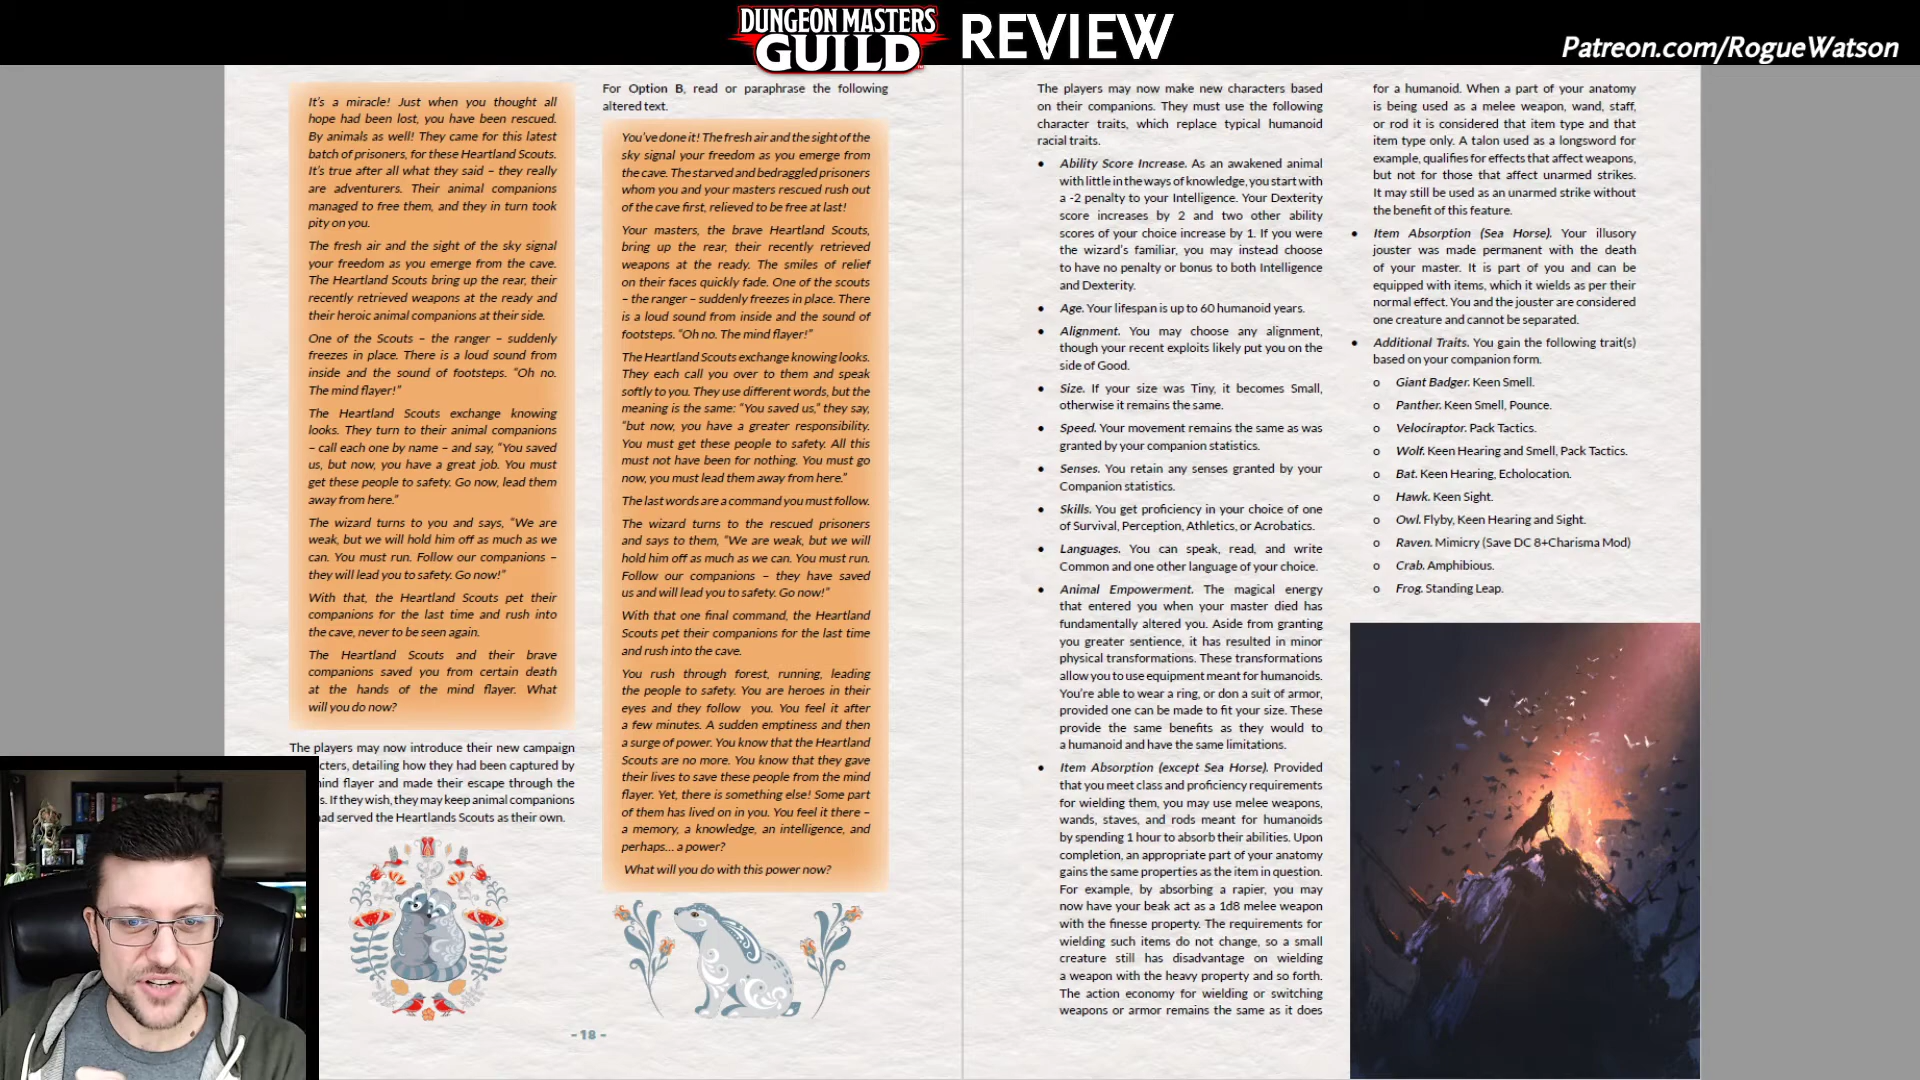 DUNGEON MASTERS
GUILD
REVIEW
Patreon.com/RogueWatson
It's a miracle! Just when you thought all
hope had been lost, you have been rescued.
By animals as well! They came for this latest
batch of prisoners, for these Heartland Scouts.
It's true after all what they said – they really
are adventurers. Their animal companions
managed to free them, and they in turn took
pity on you.
The fresh air and the sight of the sky signal
your freedom as you emerge from the cave.
The Heartland Scouts bring up the rear, their
recently retrieved weapons at the ready and
their heroic animal companions at their side.
One of the Scouts – the ranger – suddenly
freezes in place. There is a loud sound from
inside and the sound of footsteps. "Oh no.
The mind flayer!"
The Heartland Scouts exchange knowing
looks. They turn to their animal companions
– call each one by name – and say, "You saved
us, but now, you have a great job. You must
get these people to safety. Go now, lead them
away from here."
The wizard turns to you and says, "We are
weak, but we will hold him off as much as we
can. You must run. Follow our companions –
they will lead you to safety. Go now!"
With that, the Heartland Scouts pet their
companions for the last time and rush into
the cave, never to be seen again.
The Heartland Scouts and their brave
companions saved you from certain death
at the hands of the mind flayer. What
will you do now?
The players may now introduce their new campaign
cters, detailing how they had been captured by
ind flayer and made their escape through the
s. If they wish, they may keep animal companions
ad served the Heartlands Scouts as their own.
For Option B, read or paraphrase the following
altered text.
You've done it! The fresh air and the sight of the
sky signal your freedom as you emerge from
the cave. The starved and bedraggled prisoners
whom you and your masters rescued rush out
of the cave first, relieved to be free at last!
Your masters, the brave Heartland Scouts,
bring up the rear, their recently retrieved
weapons at the ready. The smiles of relief
on their faces quickly fade. One of the scouts
– the ranger – suddenly freezes in place. There
is a loud sound from inside and the sound of
footsteps. "Oh no. The mind flayer!"
The Heartland Scouts exchange knowing looks.
They each call you over to them and speak
softly to you. They use different words, but the
meaning is the same: "You saved us," they say,
"but now, you have a greater responsibility.
You must get these people to safety. All this
must not have been for nothing. You must go
now, you must lead them away from here."
The last words are a command you must follow.
The wizard turns to the rescued prisoners
and says to them, "We are weak, but we will
hold him off as much as we can. You must run.
Follow our companions – they have saved
us and will lead you to safety. Go now!"
With that one final command, the Heartland
Scouts pet their companions for the last time
and rush into the cave.
You rush through forest, running, leading
the people to safety. You are heroes in their
eyes and they follow you. You feel it after
a few minutes. A sudden emptiness and then
a surge of power. You know that the Heartland
Scouts are no more. You know that they gave
their lives to save these people from the mind
flayer. Yet, there is something else! Some part
of them has lived on in you. You feel it there –
a memory, a knowledge, an intelligence, and
perhaps... a power?
What will you do with this power now?
- 18 -
The players may now make new characters based
on their companions. They must use the following
character traits, which replace typical humanoid
racial traits.
• Ability Score Increase. As an awakened animal
with little in the ways of knowledge, you start with
a -2 penalty to your Intelligence. Your Dexterity
score increases by 2 and two other ability
scores of your choice increase by 1. If you were
the wizard's familiar, you may instead choose
to have no penalty or bonus to both Intelligence
and Dexterity.
• Age. Your lifespan is up to 60 humanoid years.
• Alignment. You may choose any alignment,
though your recent exploits likely put you on the
side of Good.
• Size. If your size was Tiny, it becomes Small,
otherwise it remains the same.
• Speed. Your movement remains the same as was
granted by your companion statistics.
• Senses. You retain any senses granted by your
Companion statistics.
• Skills. You get proficiency in your choice of one
of Survival, Perception, Athletics, or Acrobatics.
• Languages. You can speak, read, and write
Common and one other language of your choice.
• Animal Empowerment. The magical energy
that entered you when your master died has
fundamentally altered you. Aside from granting
you greater sentience, it has resulted in minor
physical transformations. These transformations
allow you to use equipment meant for humanoids.
You're able to wear a ring, or don a suit of armor,
provided one can be made to fit your size. These
provide the same benefits as they would to
a humanoid and have the same limitations.
• Item Absorption (except Sea Horse). Provided
that you meet class and proficiency requirements
for wielding them, you may use melee weapons,
wands, staves, and rods meant for humanoids
by spending 1 hour to absorb their abilities. Upon
completion, an appropriate part of your anatomy
gains the same properties as the item in question.
For example, by absorbing a rapier, you may
now have your beak act as a 1d8 melee weapon
with the finesse property. The requirements for
wielding such items do not change, so a small
creature still has disadvantage on wielding
a weapon with the heavy property and so forth.
The action economy for wielding or switching
weapons or armor remains the same as it does
for a humanoid. When a part of your anatomy
is being used as a melee weapon, wand, staff,
or rod it is considered that item type and that
item type only. A talon used as a longsword for
example, qualifies for effects that affect weapons,
but not for those that affect unarmed strikes.
It may still be used as an unarmed strike without
the benefit of this feature.
• Item Absorption (Sea Horse). Your illusory
jouster was made permanent with the death
of your master. It is part of you and can be
equipped with items, which it wields as per their
normal effect. You and the jouster are considered
one creature and cannot be separated.
• Additional Traits. You gain the following trait(s)
based on your companion form.
o Giant Badger. Keen Smell.
o Panther. Keen Smell, Pounce.
o Velociraptor. Pack Tactics.
o Wolf. Keen Hearing and Smell, Pack Tactics.
o Bat. Keen Hearing, Echolocation.
o Hawk. Keen Sight.
o Owl. Flyby, Keen Hearing and Sight.
o Raven. Mimicry (Save DC 8+Charisma Mod)
o Crab. Amphibious.
o Frog. Standing Leap.